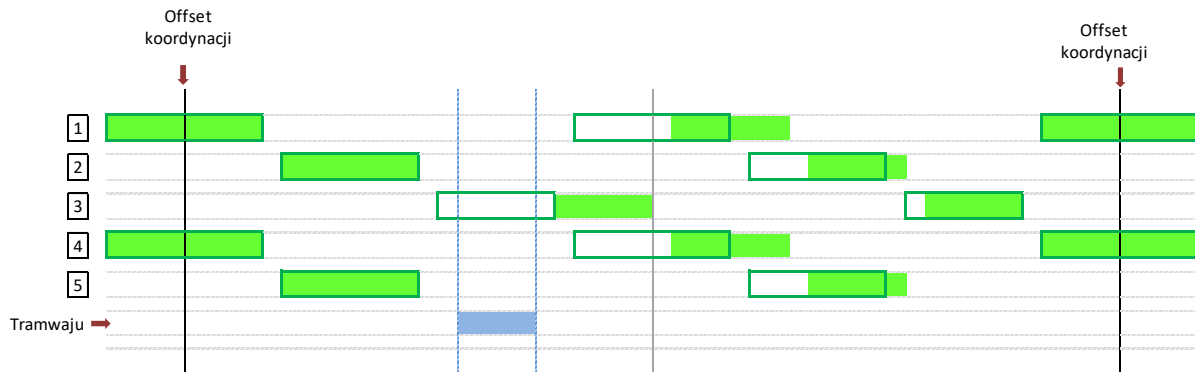 Offset
koordynacji
Offset
koordynacji
1
2
3
4
5
Tramwaju